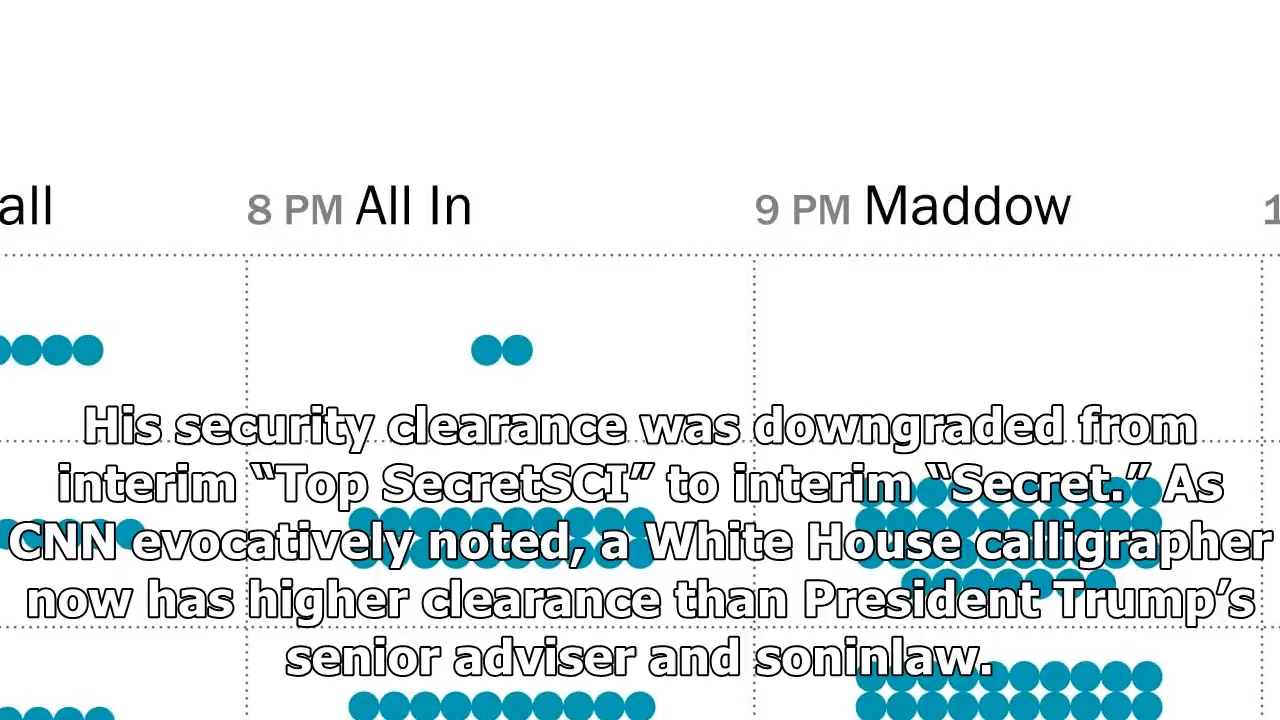 all
8 PM All In
9 PM Maddow
1
His security clearance was downgraded from
interim “Top SecretSCI” to interim “Secret.” As
CNN evocatively noted, a White House calligrapher
now has higher clearance than President Trump’s
senior adviser and soninlaw.